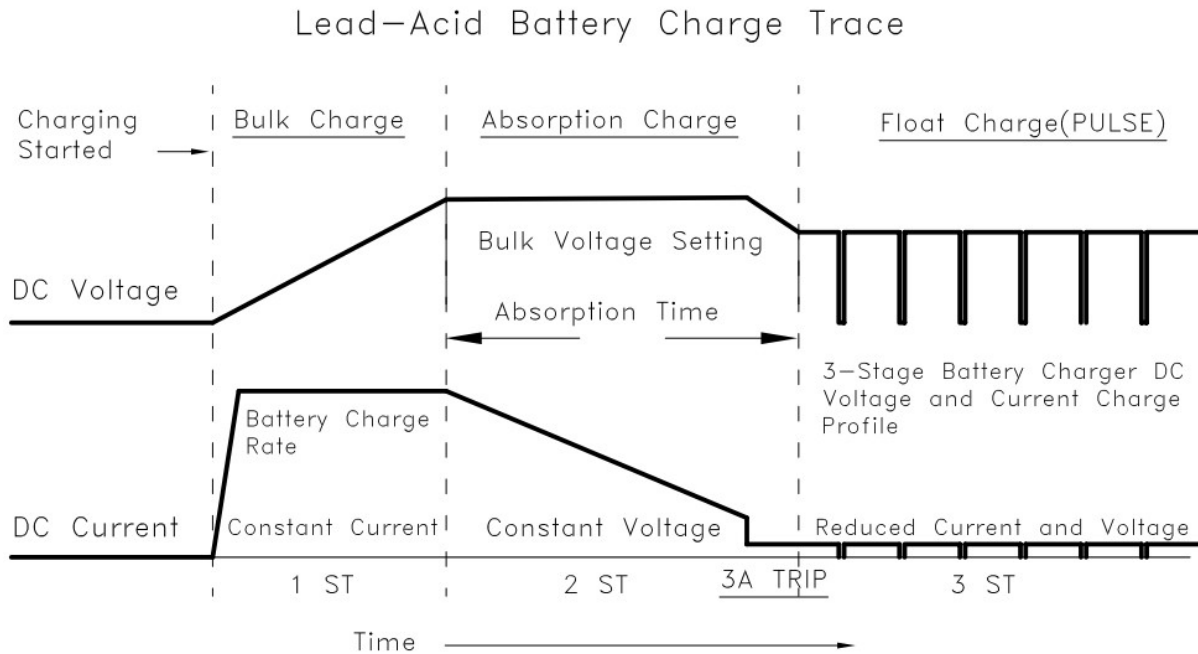 Lead-Acid Battery Charge Trace
Charging
Started
Bulk Charge
Absorption Charge
Float Charge(PULSE)
Bulk Voltage Setting
DC Voltage
Absorption Time
3-Stage Battery Charger DC
Voltage and Current Charge
Profile
Battery Charge
Rate
DC Current
Constant Current
Constant Voltage
Reduced Current and Voltage
1 ST
2 ST
3A TRIP
3 ST
Time